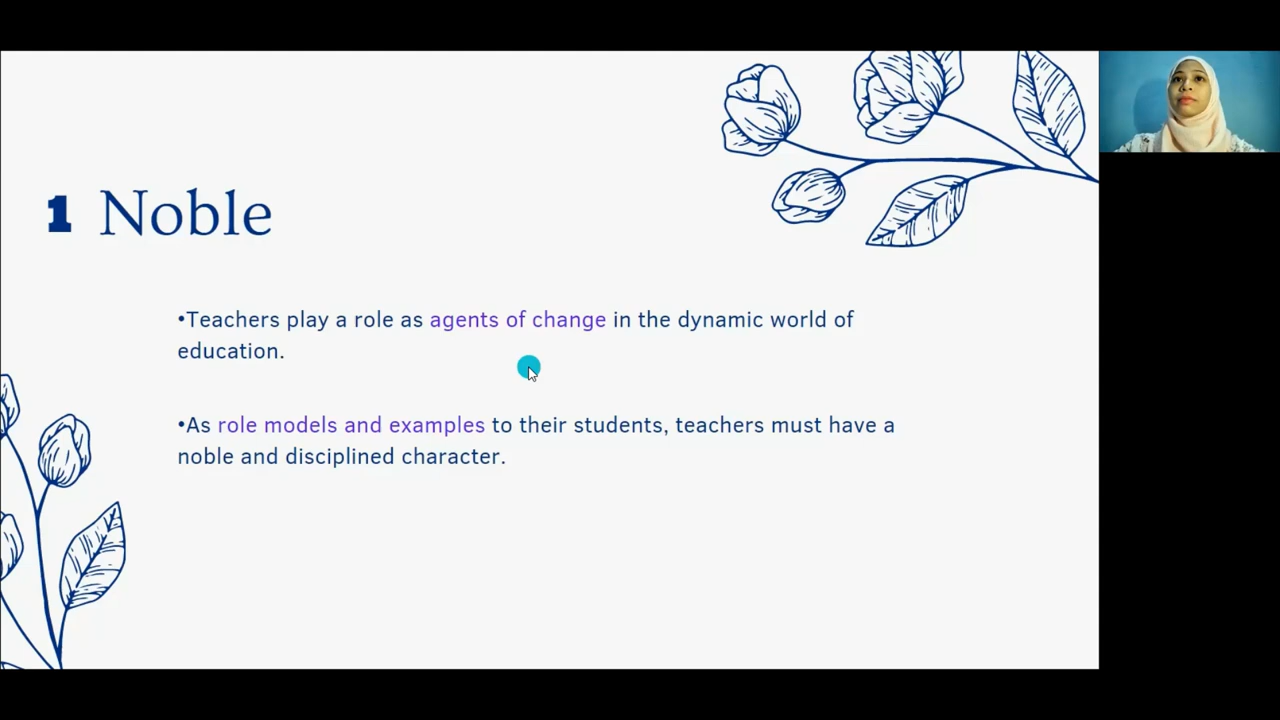 1 Noble
•Teachers play a role as agents of change in the dynamic world of
education.
•As role models and examples to their students, teachers must have a
noble and disciplined character.